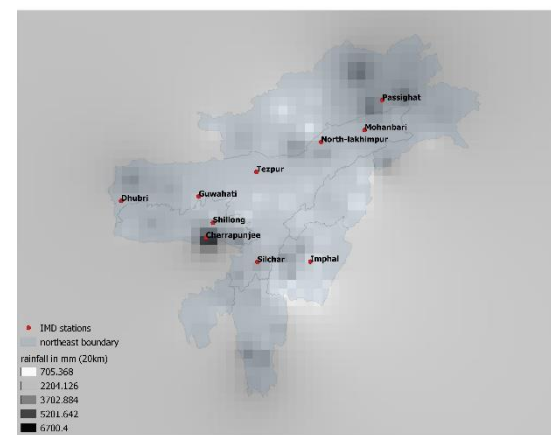 Passighat
Mohanbari
North-lakhimpur
Tezpur
Dhubri
Guwahati
Shillong
Cherrapunjee
Silchar
Imphal
IMD stations
northeast boundary
rainfall in mm (20km)
705.368
2204.126
3702.884
5201.642
6700.4